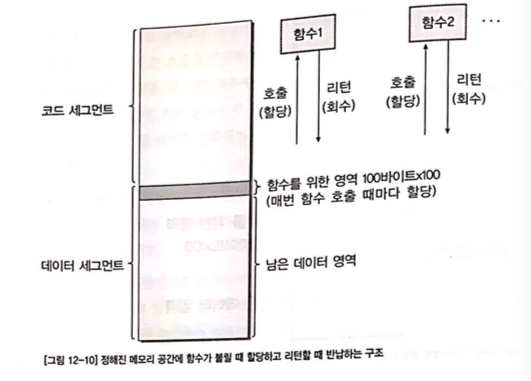 함수1
함수2
...
호출
(할당)
리턴
(회수)
호출
(할당)
리턴
(회수)
코드 세그먼트
함수를 위한 영역 100바이트x100
(매번 함수 호출 때마다 할당)
데이터 세그먼트
남은 데이터 영역
[그림 12-10] 정해진 메모리 공간에 함수가 불릴 때 할당하고 리턴할 때 반납하는 구조